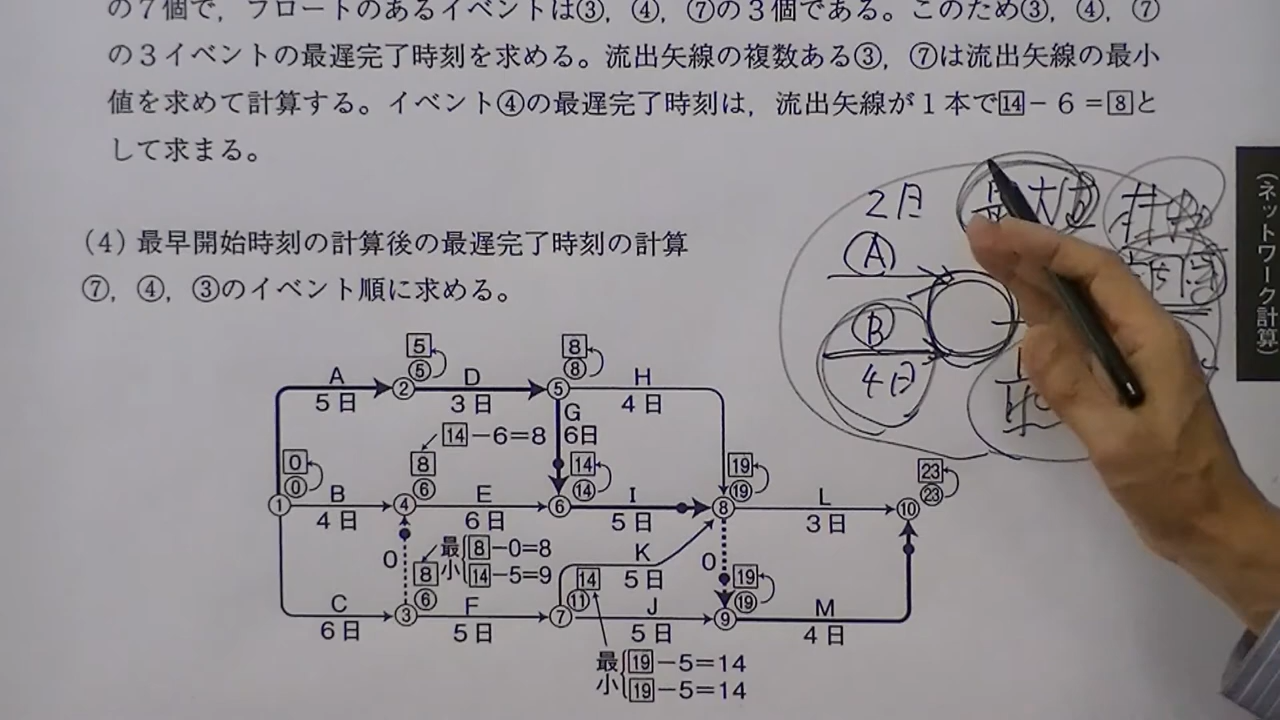 の7個で，フロートのあるイベントは③，④，⑦の3個である。このため③，④，⑦
の3イベントの最遅完了時刻を求める。流出矢線の複数ある③，⑦は流出矢線の最小
値を求めて計算する。イベント④の最遅完了時刻は，流出矢線が1本で14－6＝8と
して求まる。
(4) 最早開始時刻の計算後の最遅完了時刻の計算
⑦，④，③のイベント順に求める。
(ネットワーク計算)
2日
A
B
4日
5 8
5 8
A ② D ⑤ H
5日 3日 4日
G
6日
14－6＝8
0 8 14 19 23
0 6 14 19 23
① B ④ E ⑥ I ⑧ L ⑩
4日 6日 5日 3日
0 最小 8－0＝8
14－5＝9
K
5日
0
8 14 19
6 11 19
C ③ F ⑦ J ⑨ M
6日 5日 5日 4日
最小 19－5＝14
19－5＝14